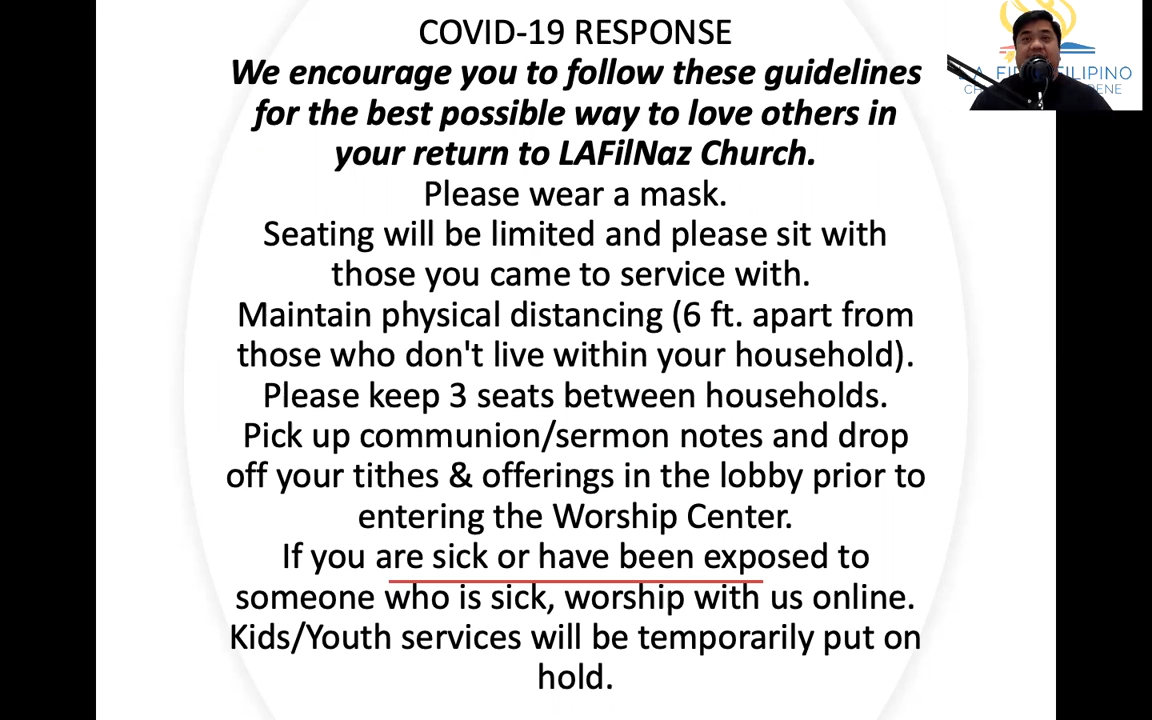 COVID-19 RESPONSE
We encourage you to follow these guidelines
for the best possible way to love others in
your return to LAFilNaz Church.
Please wear a mask.
Seating will be limited and please sit with
those you came to service with.
Maintain physical distancing (6 ft. apart from
those who don't live within your household).
Please keep 3 seats between households.
Pick up communion/sermon notes and drop
off your tithes & offerings in the lobby prior to
entering the Worship Center.
If you are sick or have been exposed to
someone who is sick, worship with us online.
Kids/Youth services will be temporarily put on
hold.
FILIPINO